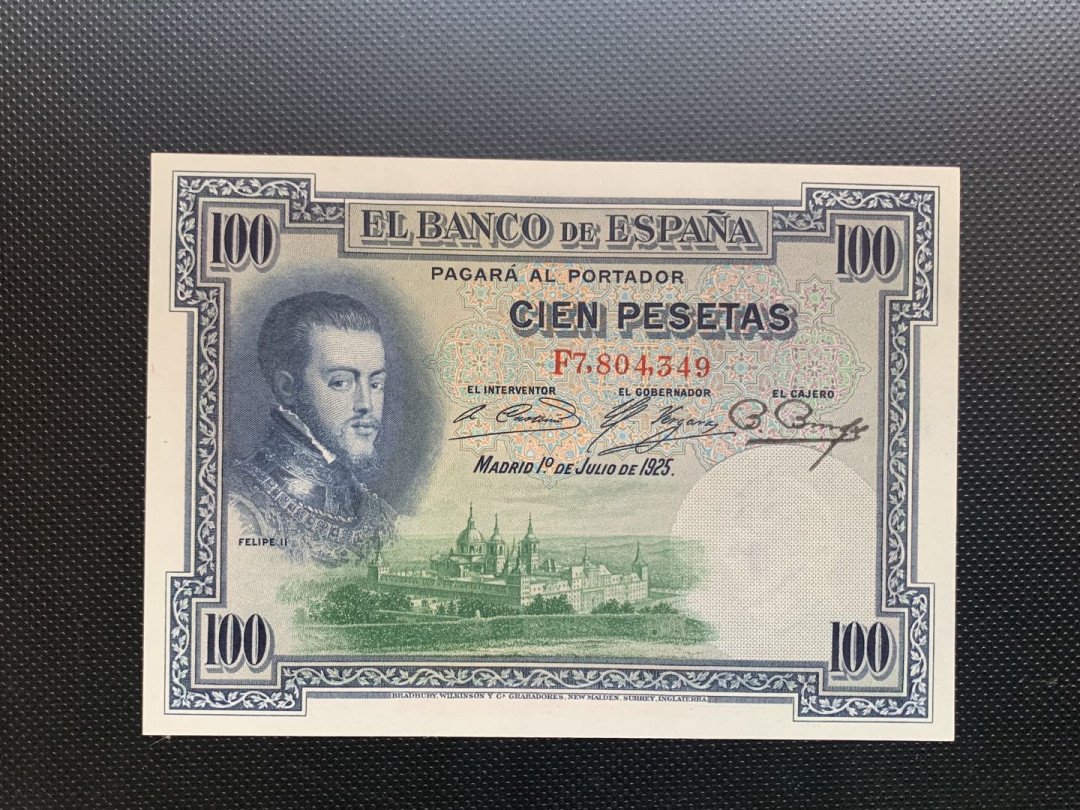 100
EL BANCO DE ESPAÑA
100
PAGARÁ AL PORTADOR
CIEN PESETAS
F7,804,349
EL INTERVENTOR
EL GOBERNADOR
EL CAJERO
MADRID 1º DE JULIO DE 1925.
FELIPE II
100
100
BRADBURY, WILKINSON Y Cª GRABADORES, NEW MALDEN, SURREY, INGLATERRA